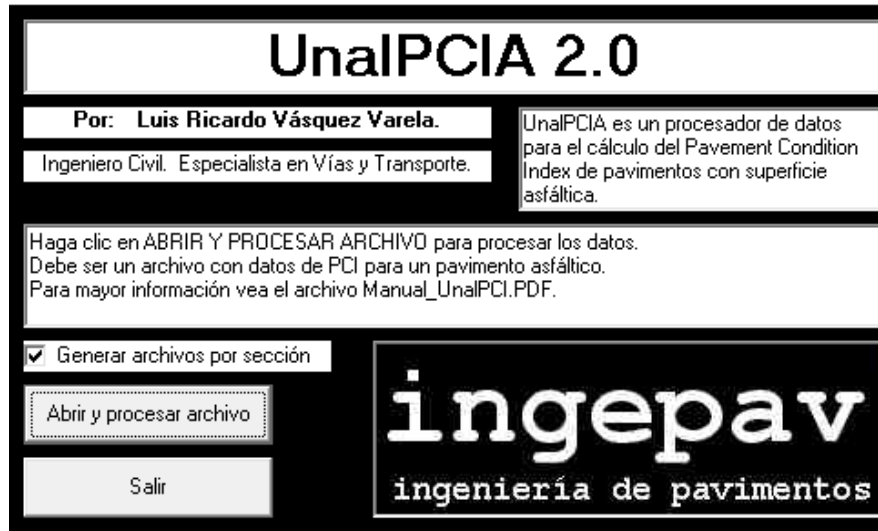 UnalPCIA 2.0
Por: Luis Ricardo Vásquez Varela.
Ingeniero Civil. Especialista en Vías y Transporte.
UnalPCIA es un procesador de datos
para el cálculo del Pavement Condition
Index de pavimentos con superficie
asfáltica.
Haga clic en ABRIR Y PROCESAR ARCHIVO para procesar los datos.
Debe ser un archivo con datos de PCI para un pavimento asfáltico.
Para mayor información vea el archivo Manual_UnalPCI.PDF.
Generar archivos por sección
Abrir y procesar archivo
Salir
ingepav
ingeniería de pavimentos